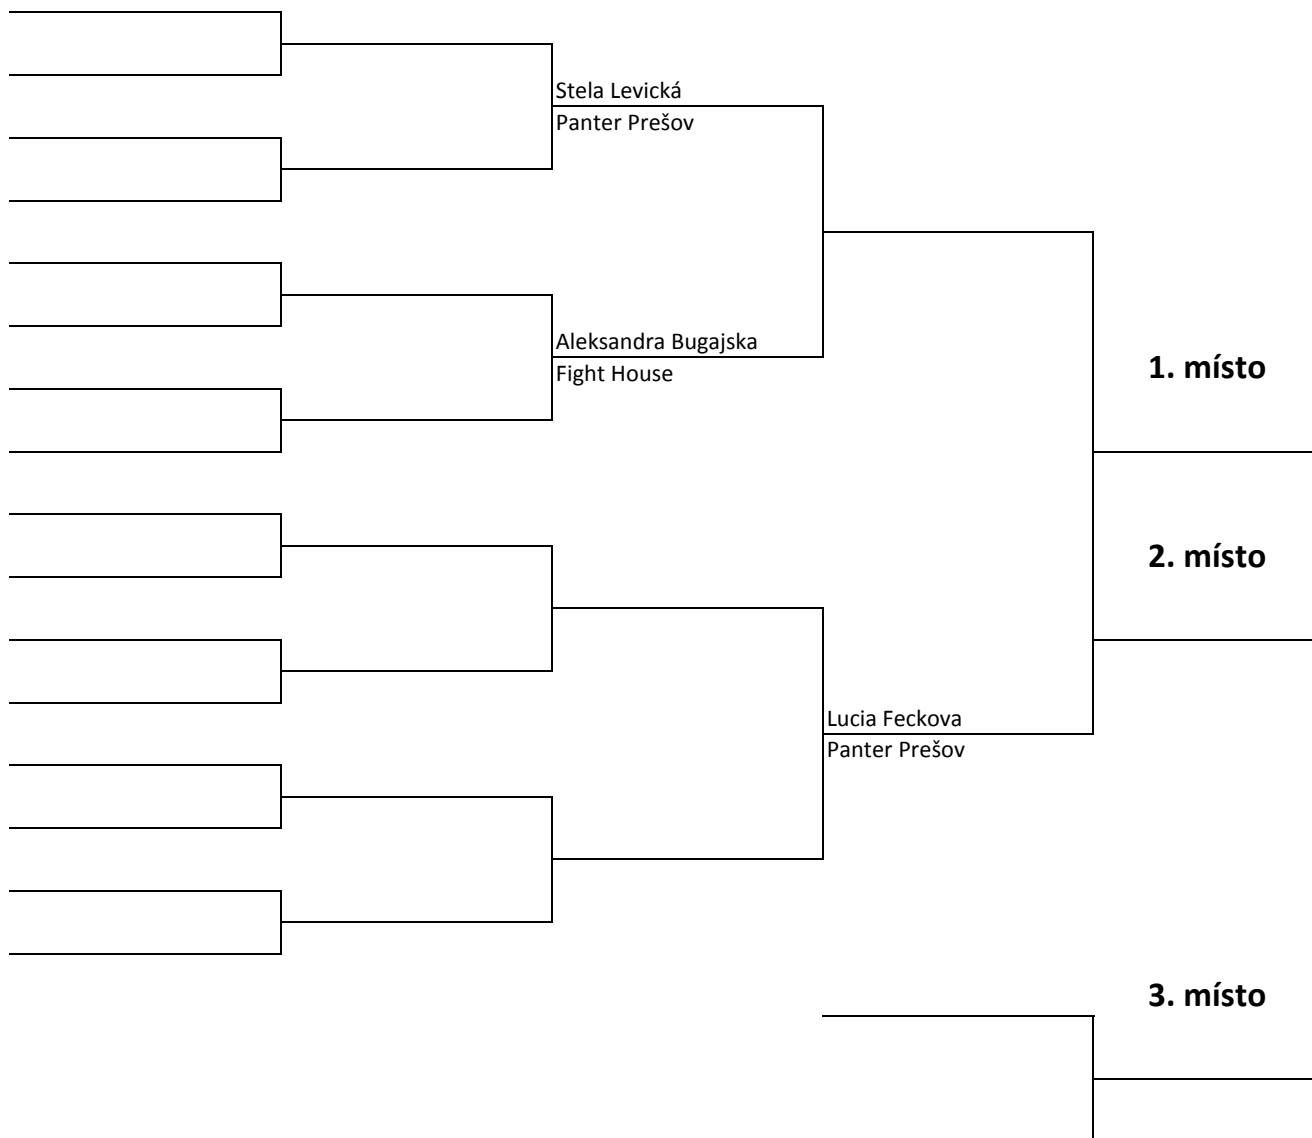 Stela Levická
Panter Prešov
Aleksandra Bugajska
Fight House
1. místo
2. místo
Lucia Feckova
Panter Prešov
3. místo